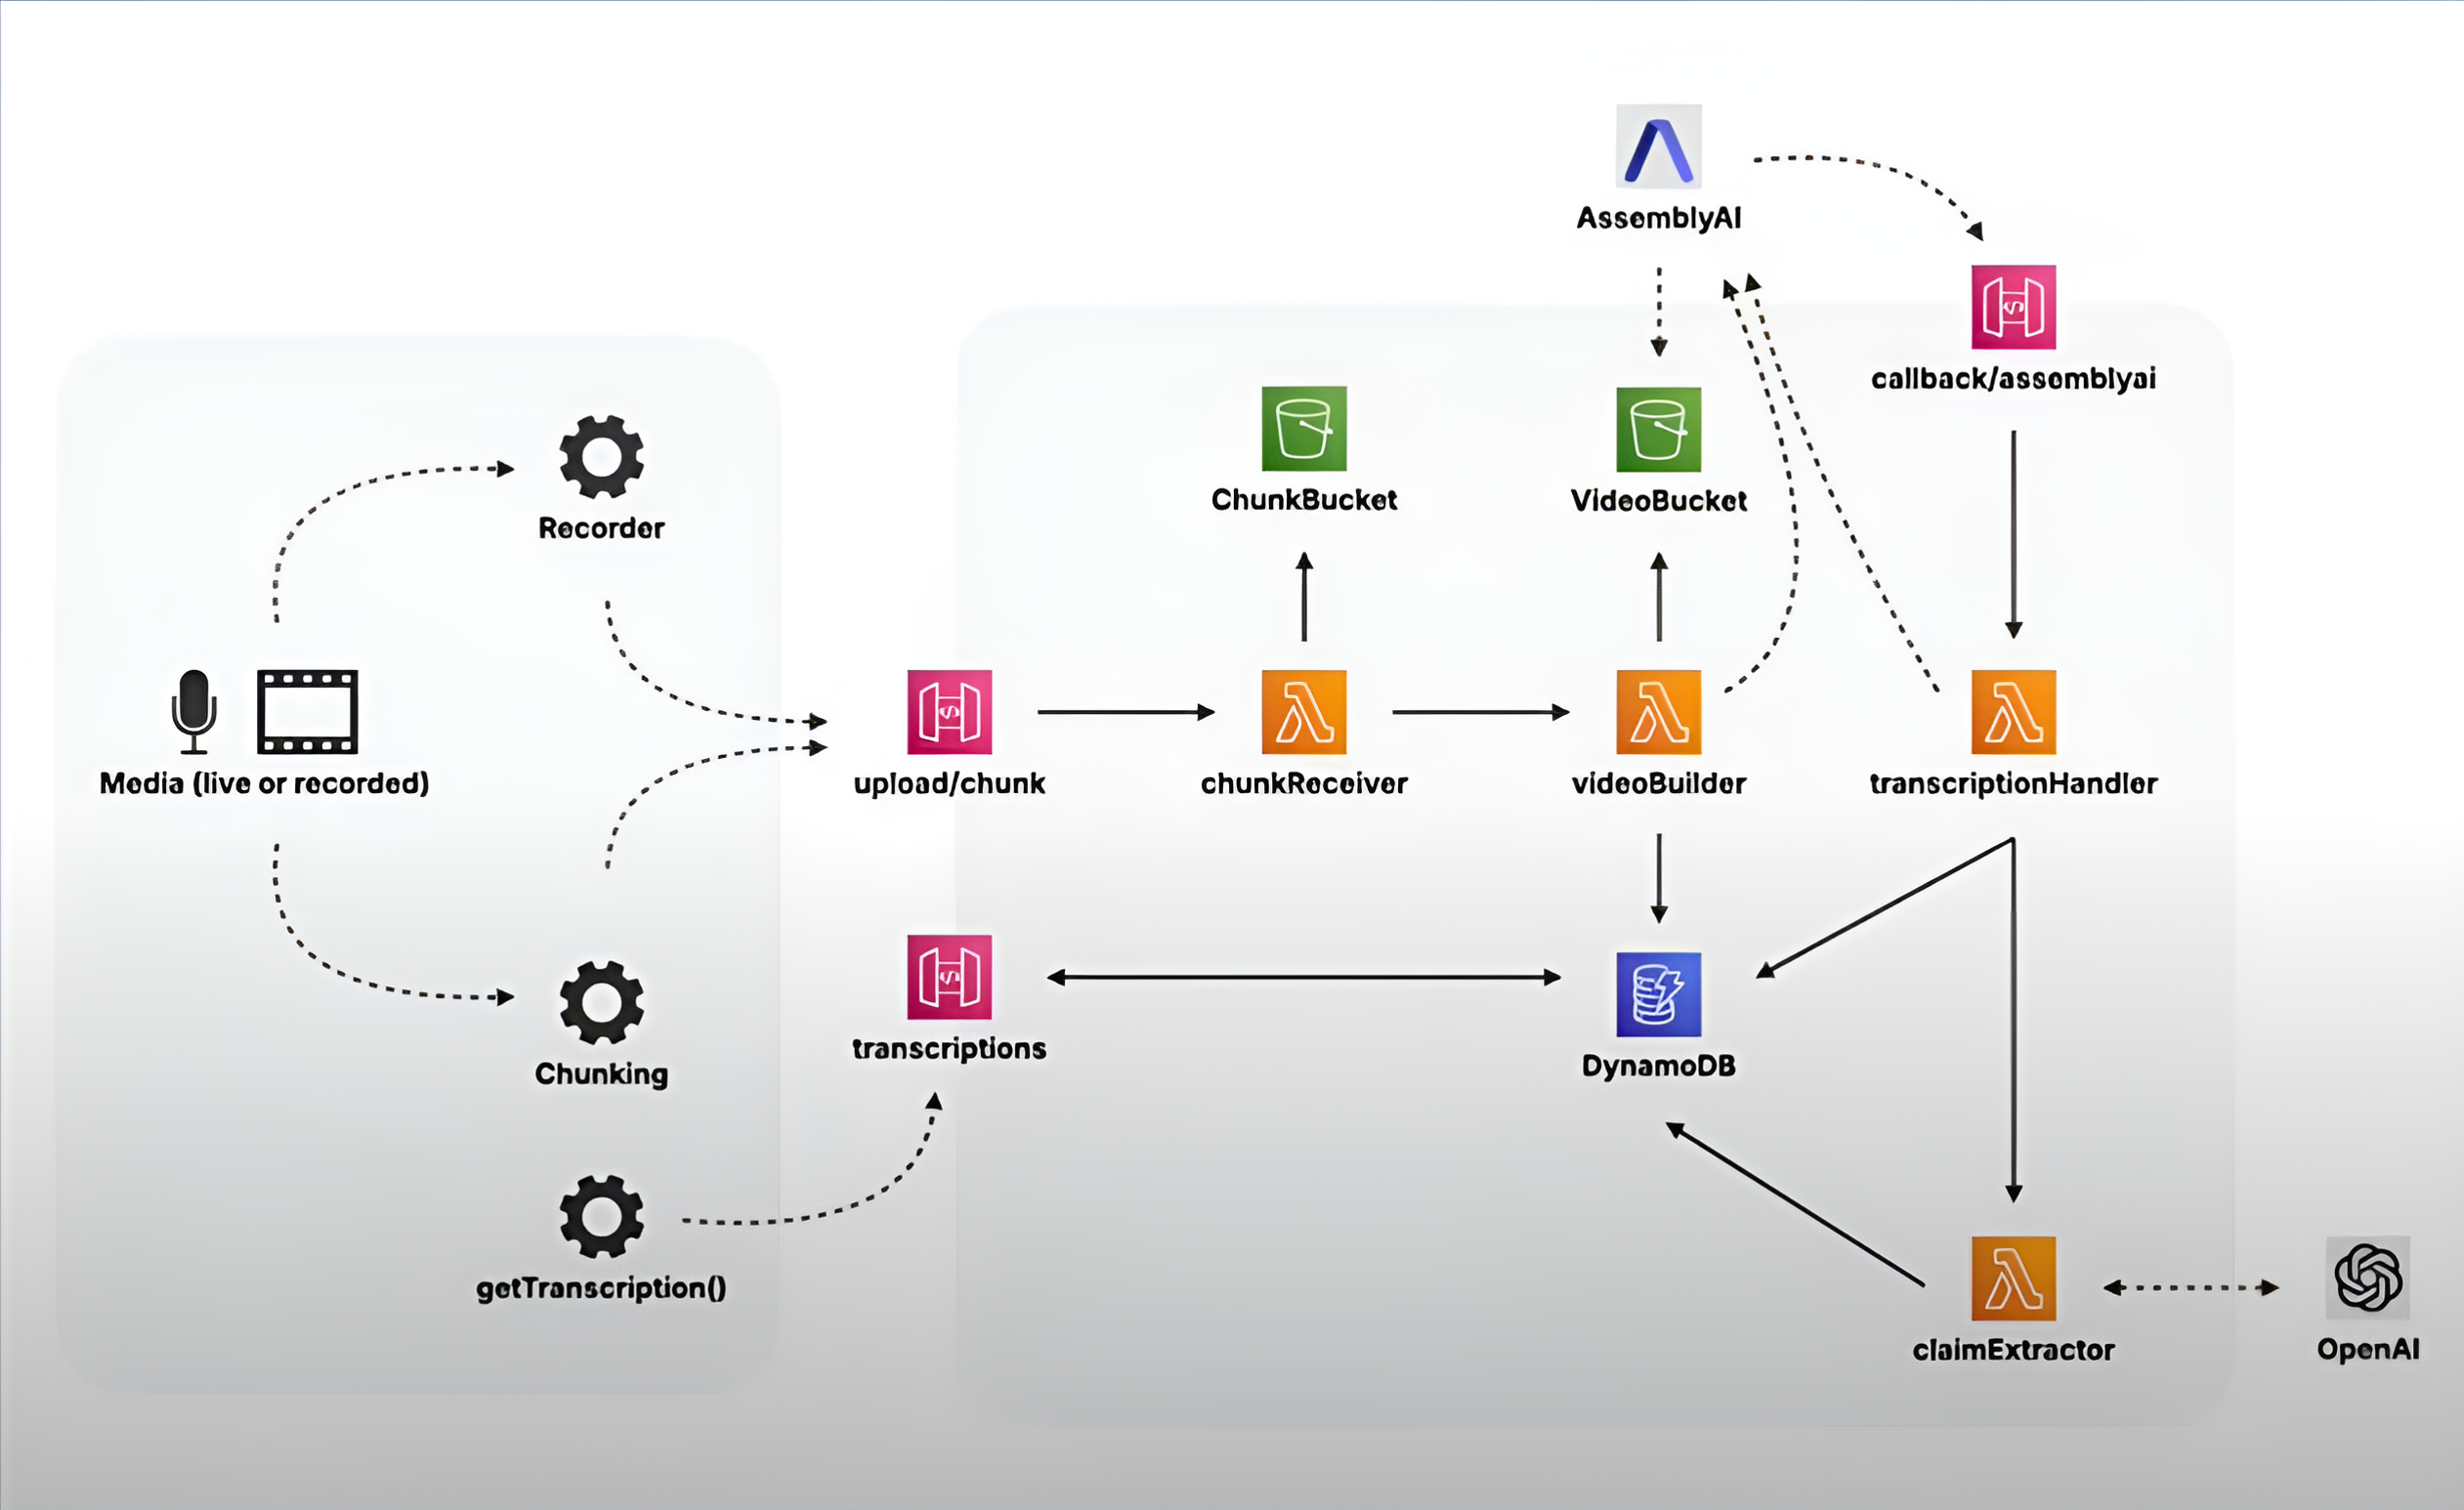 AssemblyAI
callback/assemblyai
ChunkBucket
VideoBucket
Recorder
Media (live or recorded)
upload/chunk
chunkReceiver
videoBuilder
transcriptionHandler
transcriptions
DynamoDB
Chunking
getTranscription()
claimExtractor
OpenAI